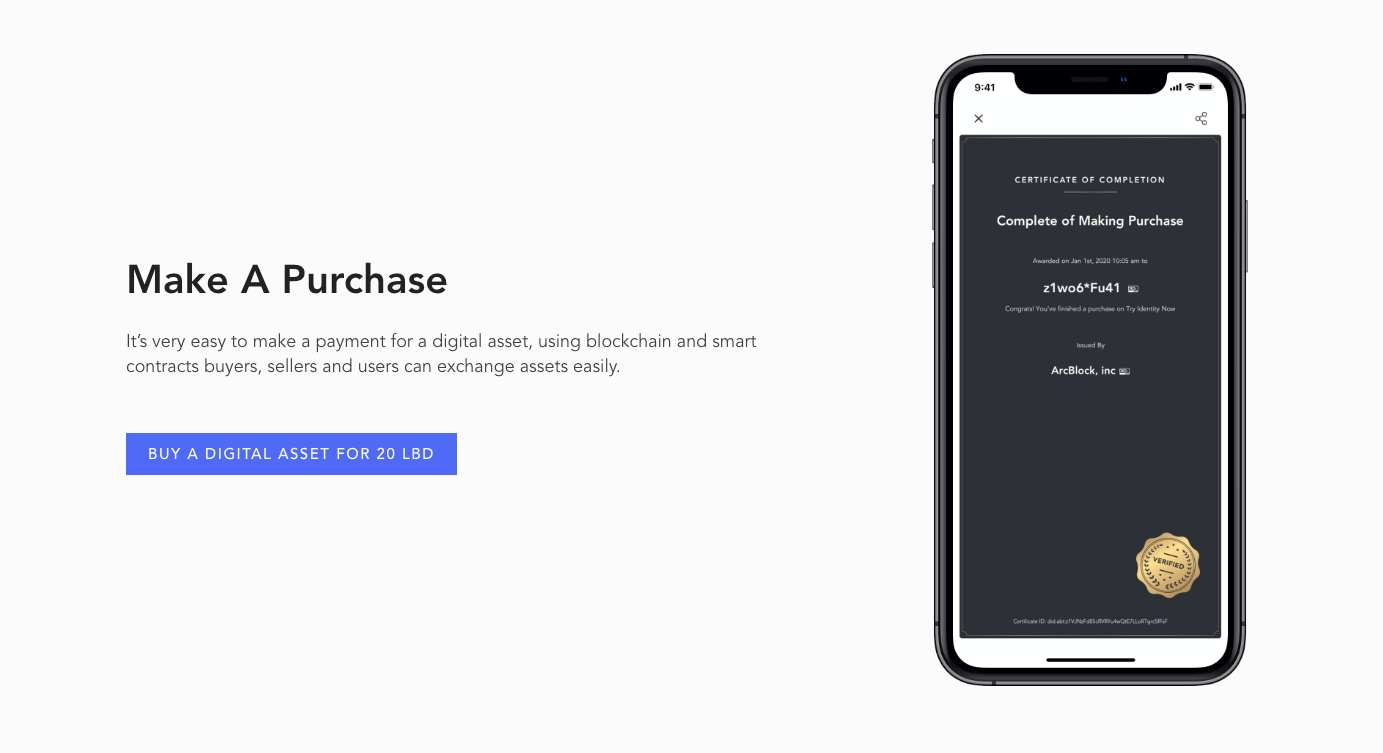 Make A Purchase
It’s very easy to make a payment for a digital asset, using blockchain and smart
contracts buyers, sellers and users can exchange assets easily.
BUY A DIGITAL ASSET FOR 20 LBD
9:41
CERTIFICATE OF COMPLETION
Complete of Making Purchase
Awarded on Jan 1st, 2020 10:05 am to
z1wo6*Fu41
Congrats! You've finished a purchase on Try Identity Now
Issued By
ArcBlock, inc
VERIFIED
Certificate ID: